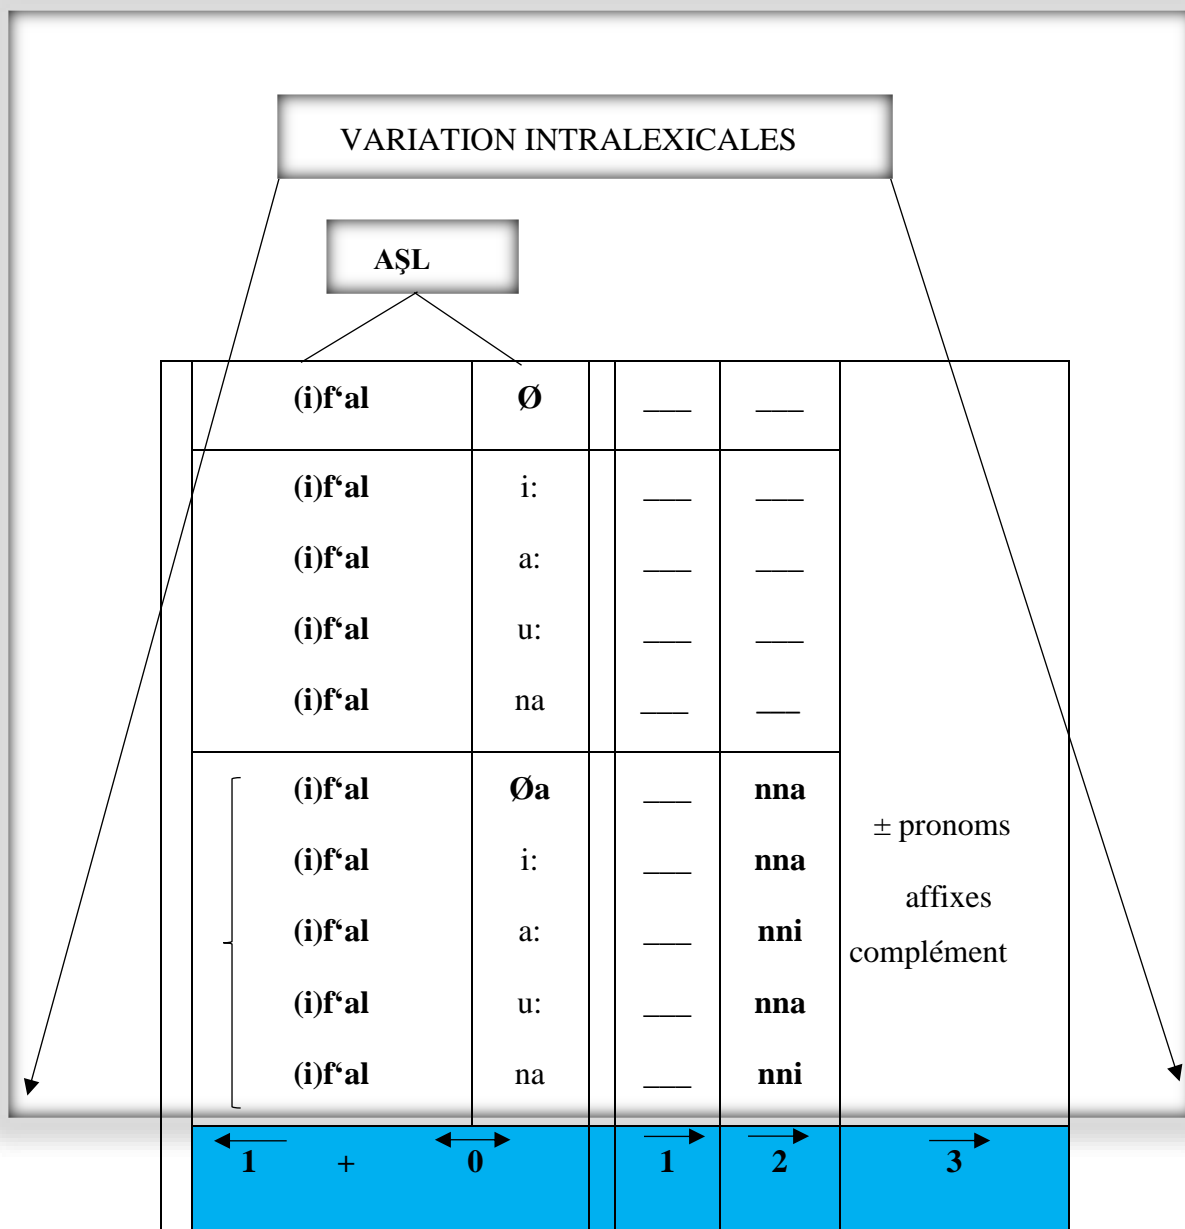 VARIATION INTRALEXICALES
AŞL
(i)f‘al Ø ___ ___
(i)f‘al i: ___ ___
(i)f‘al a: ___ ___
(i)f‘al u: ___ ___
(i)f‘al na ___ ___
(i)f‘al Øa ___ nna
± pronoms
(i)f‘al i: ___ nna
affixes
(i)f‘al a: ___ nni
complément
(i)f‘al u: ___ nna
(i)f‘al na ___ nni
1 + 0 1 2 3